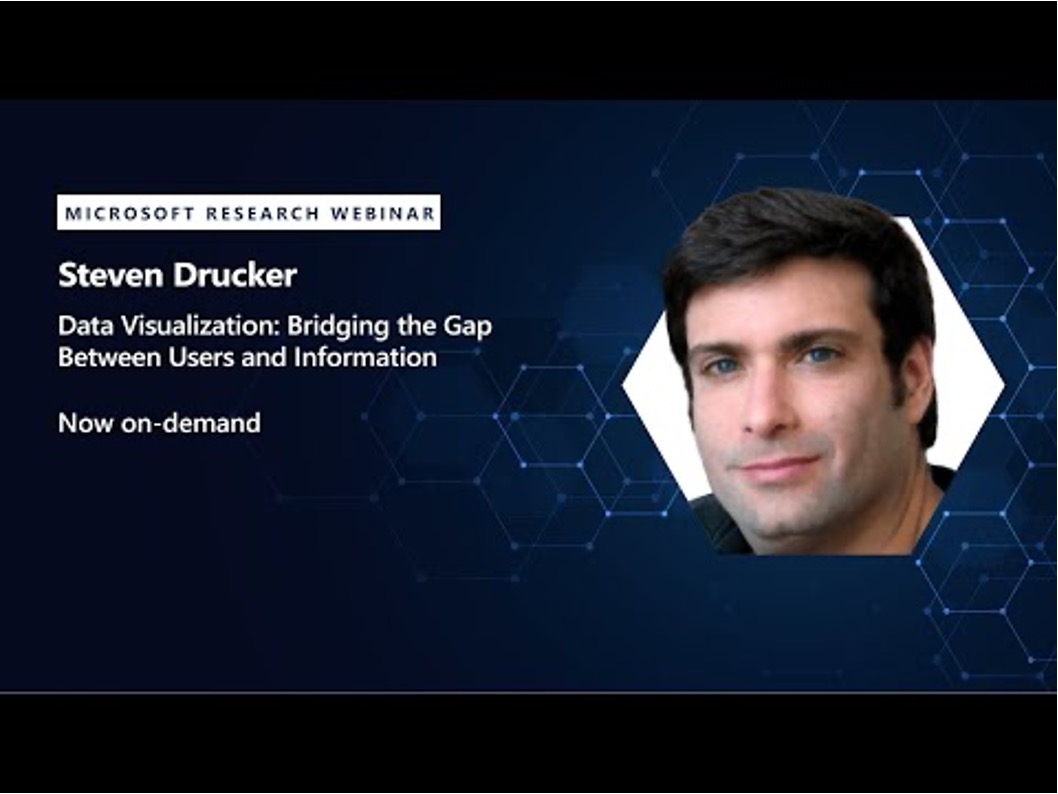 MICROSOFT RESEARCH WEBINAR
Steven Drucker
Data Visualization: Bridging the Gap
Between Users and Information
Now on-demand